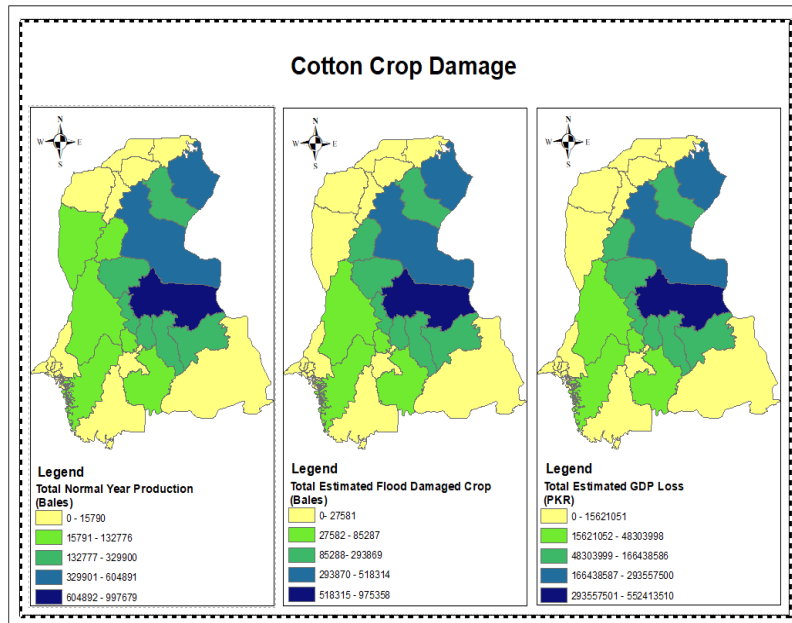 Cotton Crop Damage
N
W E
S
Legend
Total Normal Year Production
(Bales)
0 - 15790
15791 - 132776
132777 - 329900
329901 - 604891
604892 - 997679
N
W E
S
Legend
Total Estimated Flood Damaged Crop
(Bales)
0- 27581
27582 - 85287
85288- 293869
293870 - 518314
518315 - 975358
N
W E
S
Legend
Total Estimated GDP Loss
(PKR)
0 - 15621051
15621052 - 48303998
48303999 - 166438586
166438587 - 293557500
293557501 - 552413510